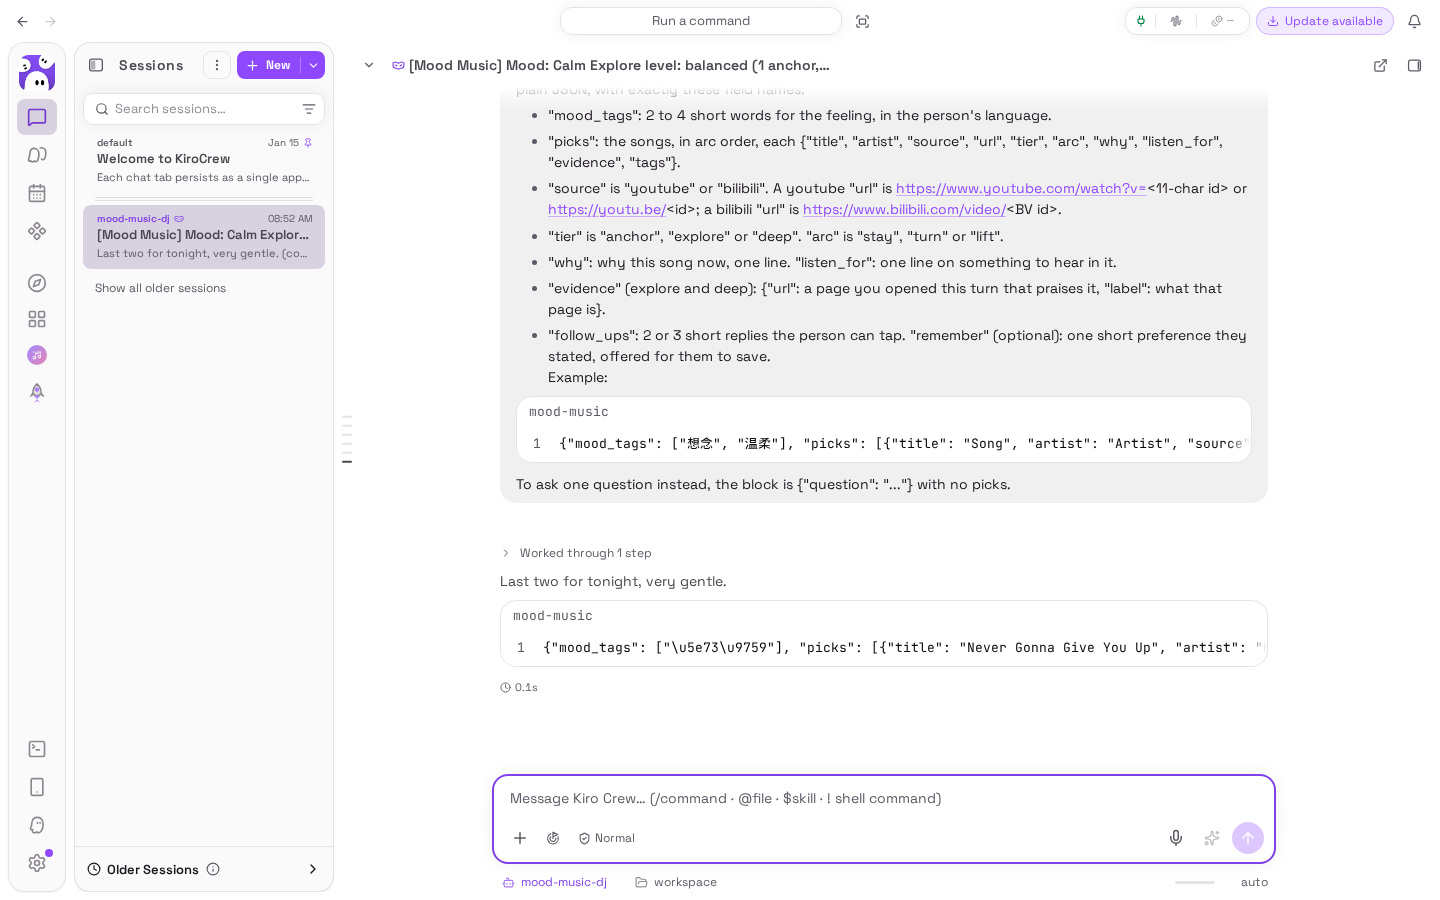 Run a command
Update available
Sessions
New
Search sessions...
default
Jan 15
Welcome to KiroCrew
Each chat tab persists as a single app...
mood-music-dj
08:52 AM
[Mood Music] Mood: Calm Explor...
Last two for tonight, very gentle. (co...
Show all older sessions
Older Sessions
[Mood Music] Mood: Calm Explore level: balanced (1 anchor,...
plain JSON, with exactly these field names:
"mood_tags": 2 to 4 short words for the feeling, in the person's language.
"picks": the songs, in arc order, each {"title", "artist", "source", "url", "tier", "arc", "why", "listen_for",
"evidence", "tags"}.
"source" is "youtube" or "bilibili". A youtube "url" is https://www.youtube.com/watch?v=<11-char id> or
https://youtu.be/<id>; a bilibili "url" is https://www.bilibili.com/video/<BV id>.
"tier" is "anchor", "explore" or "deep". "arc" is "stay", "turn" or "lift".
"why": why this song now, one line. "listen_for": one line on something to hear in it.
"evidence" (explore and deep): {"url": a page you opened this turn that praises it, "label": what that
page is}.
"follow_ups": 2 or 3 short replies the person can tap. "remember" (optional): one short preference they
stated, offered for them to save.
Example:
mood-music
1 {"mood_tags": ["想念", "温柔"], "picks": [{"title": "Song", "artist": "Artist", "source"
To ask one question instead, the block is {"question": "..."} with no picks.
Worked through 1 step
Last two for tonight, very gentle.
mood-music
1 {"mood_tags": ["\u5e73\u9759"], "picks": [{"title": "Never Gonna Give You Up", "artist":
0.1s
Message Kiro Crew... (/command · @file · $skill · ! shell command)
Normal
mood-music-dj
workspace
auto